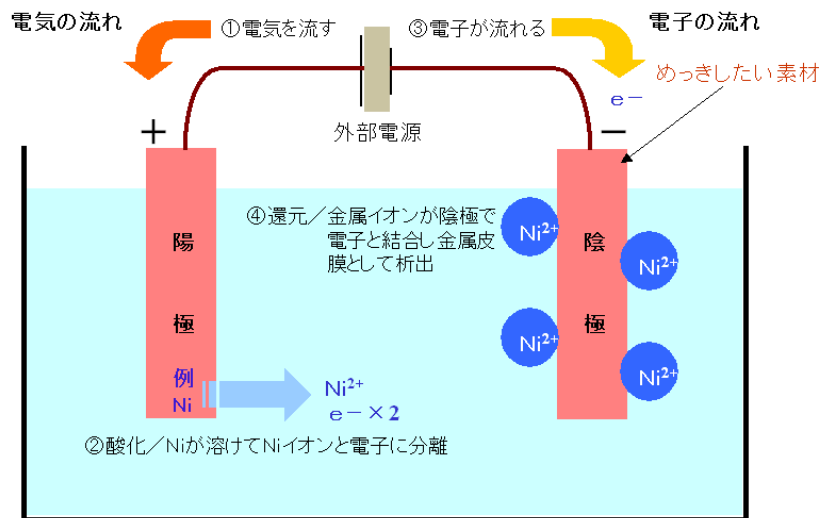 電気の流れ
①電気を流す
③電子が流れる
電子の流れ
めっきしたい素材
e−
+
外部電源
−
④還元／金属イオンが陰極で
電子と結合し金属皮
膜として析出
陽
極
例
Ni
Ni²⁺
e−×2
②酸化／Niが溶けてNiイオンと電子に分離
陰
極
Ni²⁺
Ni²⁺
Ni²⁺
Ni²⁺